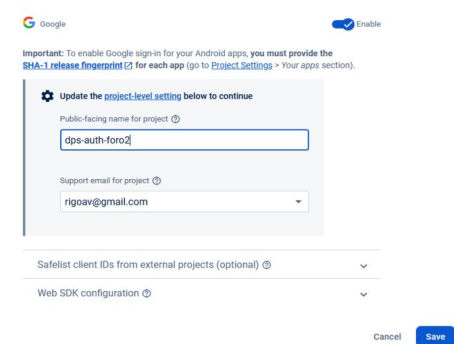 Google
Enable
Important: To enable Google sign-in for your Android apps, you must provide the
SHA-1 release fingerprint for each app (go to Project Settings > Your apps section).
Update the project-level setting below to continue
Public-facing name for project
dps-auth-foro2
Support email for project
rigoav@gmail.com
Safelist client IDs from external projects (optional)
Web SDK configuration
Cancel
Save